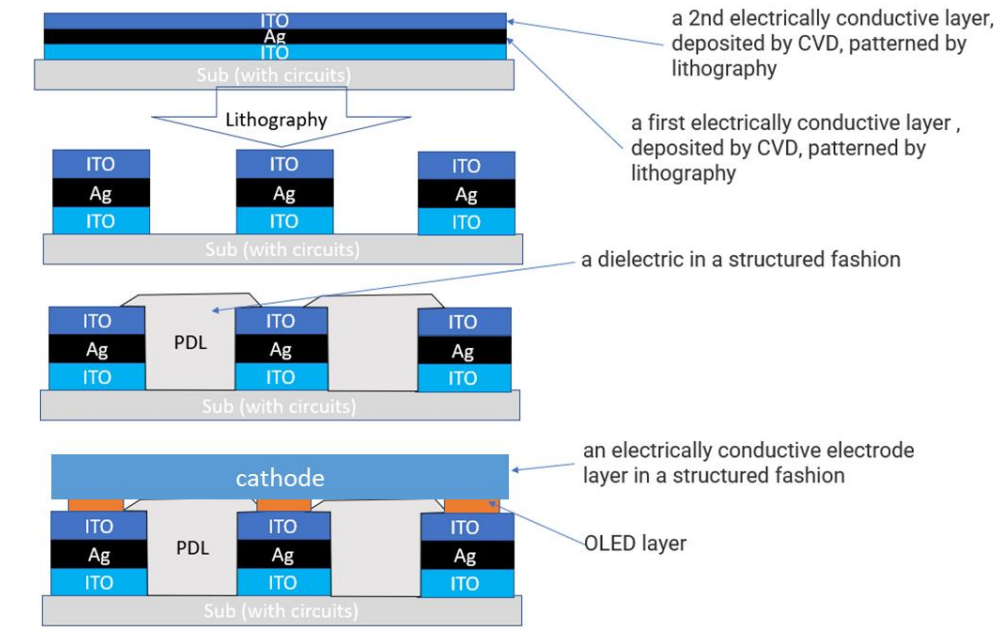 ITO
Ag
ITO
Sub (with circuits)
a 2nd electrically conductive layer,
deposited by CVD, patterned by
lithography
Lithography
a first electrically conductive layer ,
deposited by CVD, patterned by
lithography
ITO ITO ITO
Ag Ag Ag
ITO ITO ITO
Sub (with circuits)
a dielectric in a structured fashion
ITO ITO ITO
PDL
Ag Ag Ag
ITO ITO ITO
Sub (with circuits)
an electrically conductive electrode
layer in a structured fashion
cathode
OLED layer
ITO ITO ITO
PDL
Ag Ag Ag
ITO ITO ITO
Sub (with circuits)